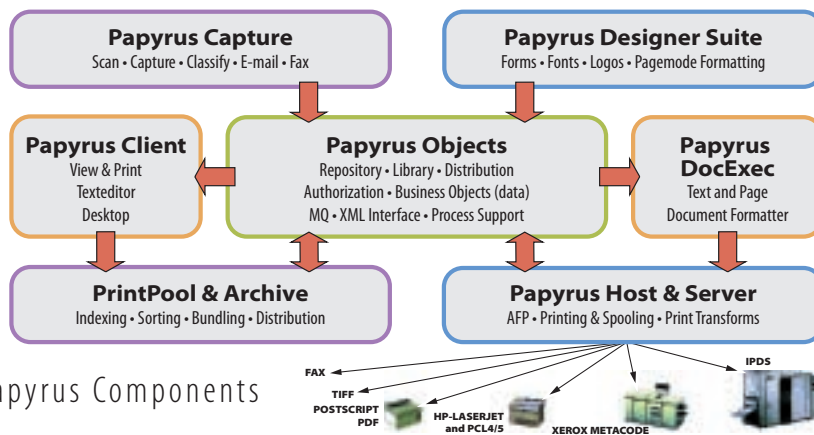 Papyrus Capture
Scan • Capture • Classify • E-mail • Fax
Papyrus Designer Suite
Forms • Fonts • Logos • Pagemode Formatting
Papyrus Client
View & Print
Texteditor
Desktop
Papyrus Objects
Repository • Library • Distribution
Authorization • Business Objects (data)
MQ • XML Interface • Process Support
Papyrus
DocExec
Text and Page
Document Formatter
PrintPool & Archive
Indexing • Sorting • Bundling • Distribution
Papyrus Host & Server
AFP • Printing & Spooling • Print Transforms
apyrus Components
FAX
TIFF
POSTSCRIPT
PDF
HP-LASERJET
and PCL4/5
XEROX METACODE
IPDS